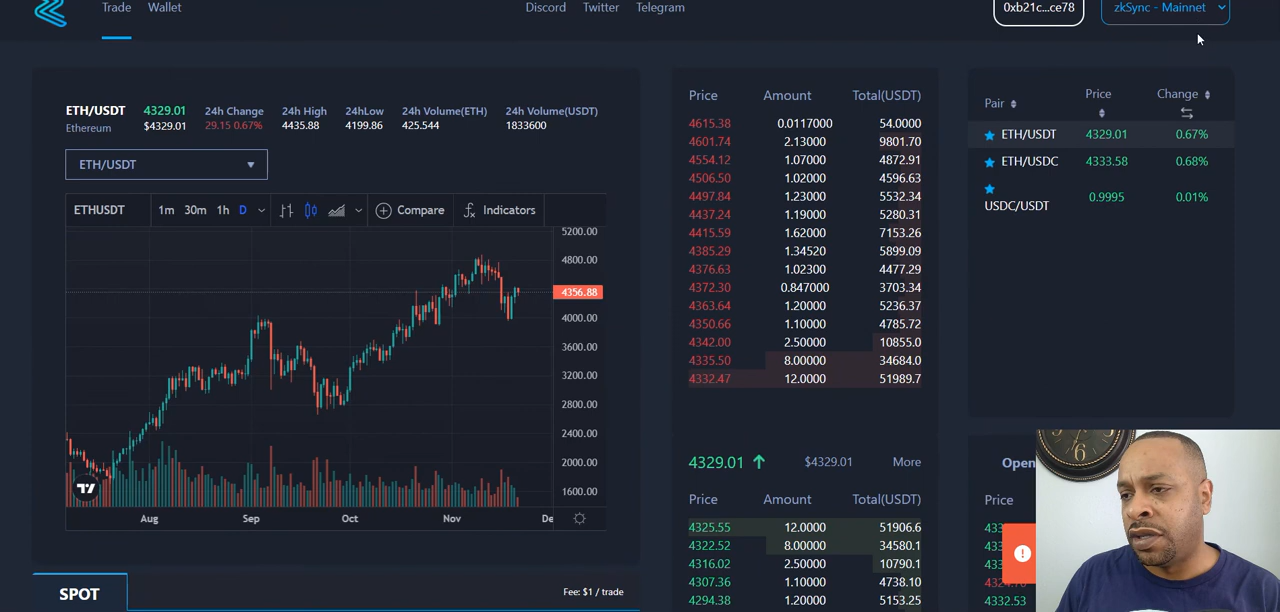 Trade Wallet
Discord Twitter Telegram
0xb21c...ce78
zkSync - Mainnet
ETH/USDT 4329.01 24h Change 24h High 24hLow 24h Volume(ETH) 24h Volume(USDT)
Ethereum $4329.01 29.15 0.67% 4435.88 4199.86 425.544 1833600
ETH/USDT
ETHUSDT 1m 30m 1h D Compare Indicators
5200.00
4800.00
4356.88
4000.00
3600.00
3200.00
2800.00
2400.00
2000.00
1600.00
Aug Sep Oct Nov De
SPOT
Fee: $1 / trade
Price Amount Total(USDT)
4615.38 0.0117000 54.0000
4601.74 2.13000 9801.70
4554.12 1.07000 4872.91
4506.50 1.02000 4596.63
4497.84 1.23000 5532.34
4437.24 1.19000 5280.31
4415.59 1.62000 7153.26
4385.29 1.34520 5899.09
4376.63 1.02300 4477.29
4372.30 0.847000 3703.34
4363.64 1.20000 5236.37
4350.66 1.10000 4785.72
4342.00 2.50000 10855.0
4335.50 8.00000 34684.0
4332.47 12.0000 51989.7
4329.01 $4329.01 More
Price Amount Total(USDT)
4325.55 12.0000 51906.6
4322.52 8.00000 34580.1
4316.02 2.50000 10790.1
4307.36 1.10000 4738.10
4294.38 1.20000 5153.25
Pair Price Change
ETH/USDT 4329.01 0.67%
ETH/USDC 4333.58 0.68%
USDC/USDT 0.9995 0.01%
Open
Price
4332.53